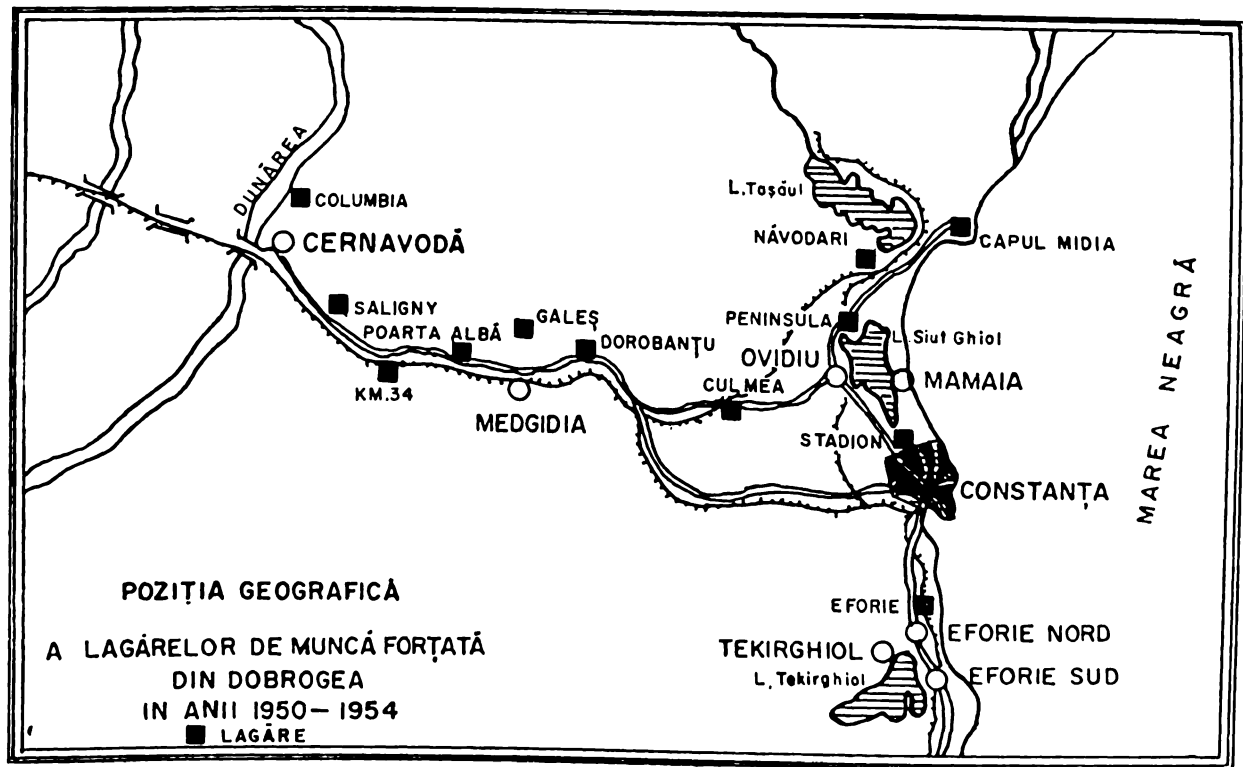 DUNĂREA
COLUMBIA
CERNAVODĂ
SALIGNY
POARTA ALBĂ
KM.34
GALEȘ
DOROBANȚU
MEDGIDIA
CULMEA
L. Tașăul
NĂVODARI
CAPUL MIDIA
PENINSULA
L. Siut Ghiol
OVIDIU
MAMAIA
STADION
CONSTANȚA
MAREA NEAGRĂ
EFORIE
EFORIE NORD
TEKIRGHIOL
L. Tekirghiol
EFORIE SUD
POZIȚIA GEOGRAFICĂ
A LAGĂRELOR DE MUNCĂ FORȚATĂ
DIN DOBROGEA
IN ANII 1950-1954
LAGĂRE